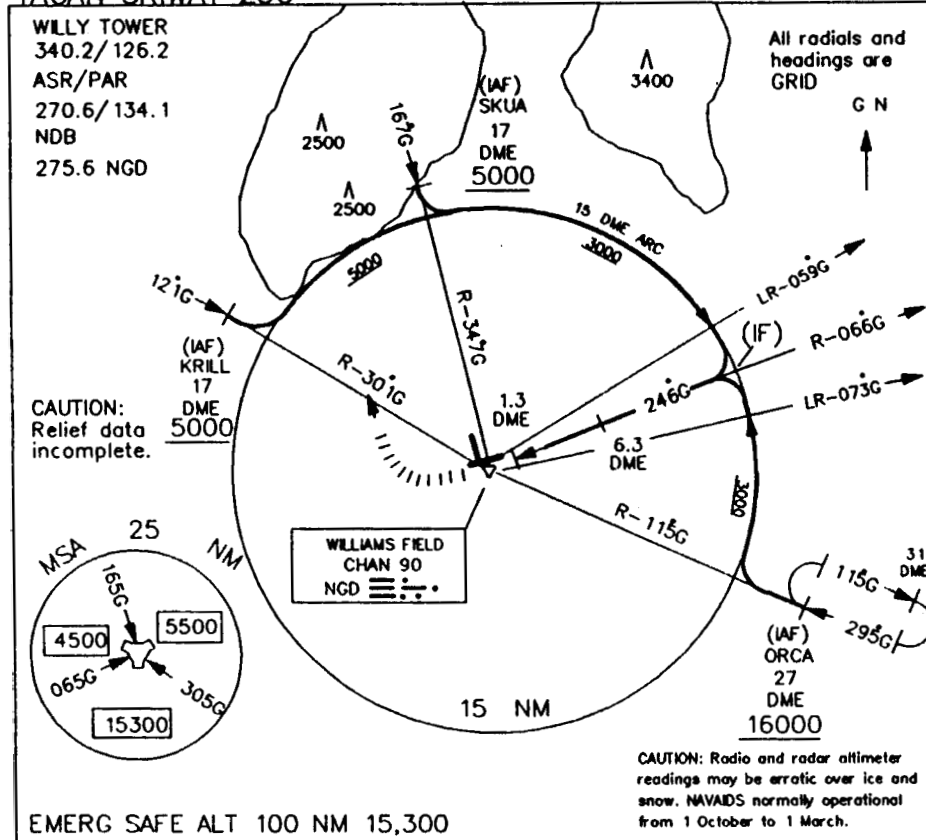 WILLY TOWER
340.2/126.2
ASR/PAR
270.6/134.1
NDB
275.6 NGD
All radials and
headings are
GRID
G N
3400
2500
2500
(IAF)
SKUA
17
DME
5000
167°G
15 DME ARC
3000
5000
121°G
(IAF)
KRILL
17
DME
5000
R-301°G
R-347°G
LR-059°G
(IF)
R-066°G
246°G
LR-073°G
1.3
DME
6.3
DME
3000
R-115°G
CAUTION:
Relief data
incomplete.
WILLIAMS FIELD
CHAN 90
NGD
31
DME
115°G
295°G
(IAF)
ORCA
27
DME
16000
MSA 25 NM
165G
4500
5500
065G
305G
15300
15 NM
CAUTION: Radio and radar altimeter
readings may be erratic over ice and
snow. NAVAIDS normally operational
from 1 October to 1 March.
EMERG SAFE ALT 100 NM 15,300